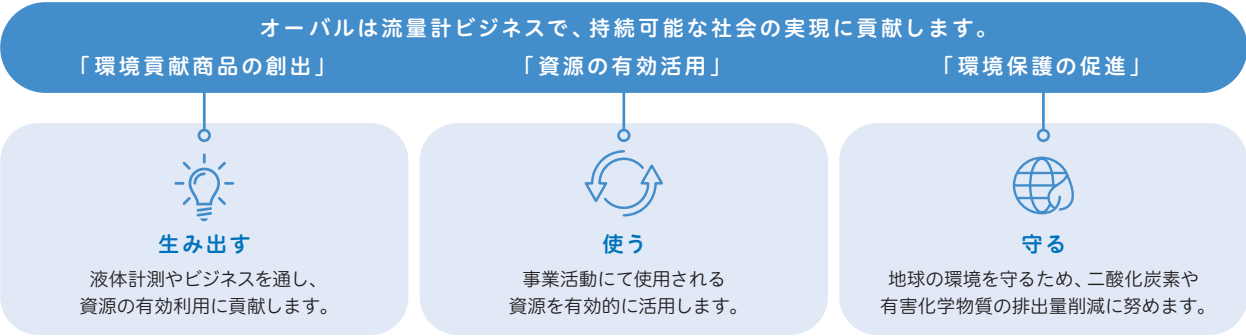 オーバルは流量計ビジネスで、持続可能な社会の実現に貢献します。
「環境貢献商品の創出」
「資源の有効活用」
「環境保護の促進」
生み出す
液体計測やビジネスを通し、
資源の有効利用に貢献します。
使う
事業活動にて使用される
資源を有効的に活用します。
守る
地球の環境を守るため、二酸化炭素や
有害化学物質の排出量削減に努めます。